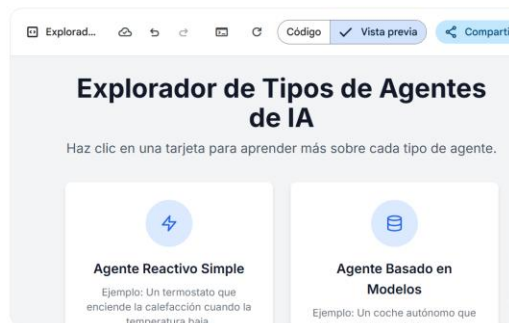 Explorad...
Código
Vista previa
Comparti
Explorador de Tipos de Agentes
de IA
Haz clic en una tarjeta para aprender más sobre cada tipo de agente.
Agente Reactivo Simple
Ejemplo: Un termostato que
enciende la calefacción cuando la
temperatura baja
Agente Basado en
Modelos
Ejemplo: Un coche autónomo que